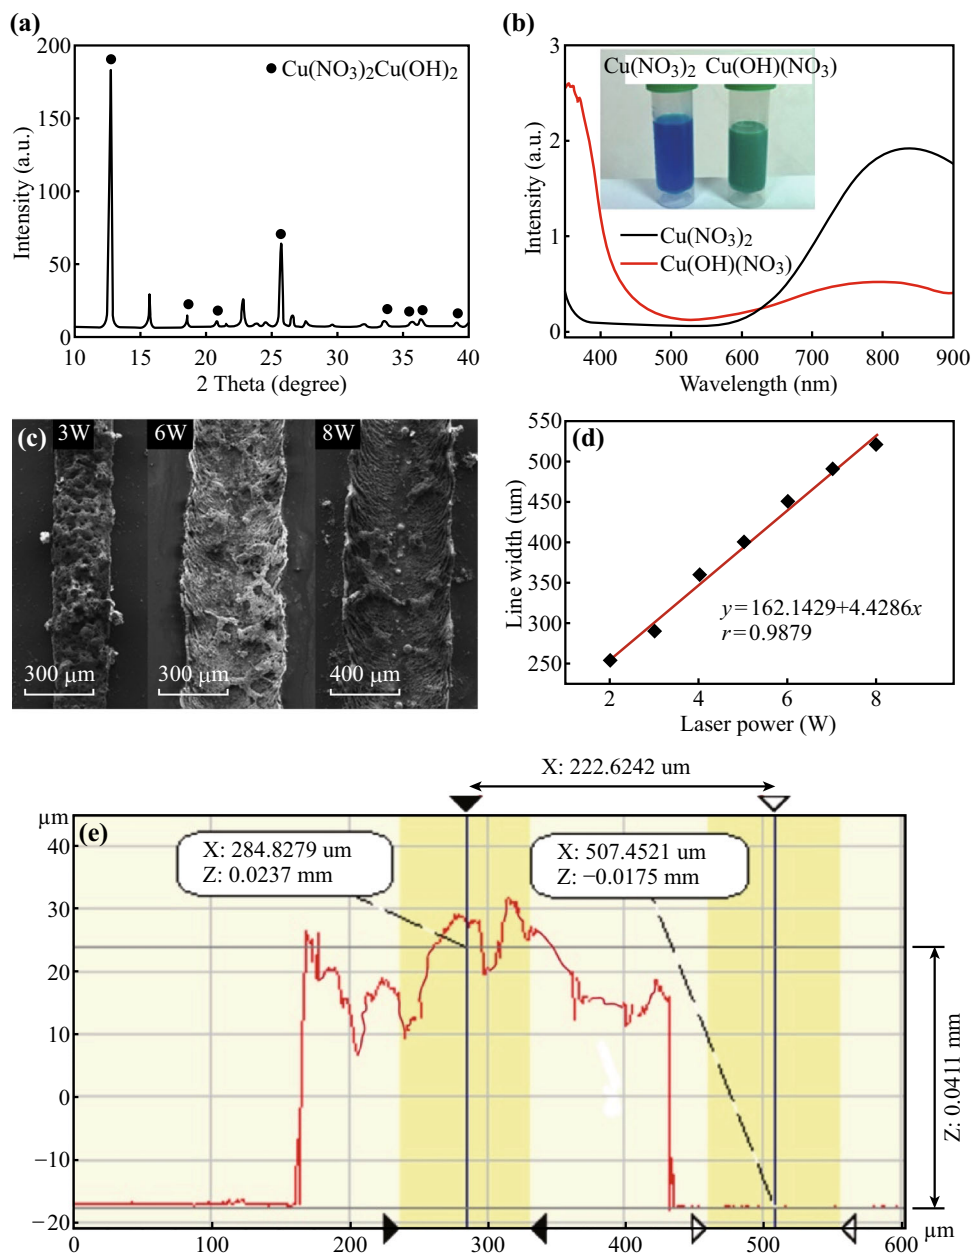 (a)
200
150
100
50
0
10
15
20
25
30
35
40
Intensity (a.u.)
2 Theta (degree)
Cu(NO3)2Cu(OH)2
(b)
3
2
1
0
400
500
600
700
800
900
Intensity (a.u.)
Wavelength (nm)
Cu(NO3)2 Cu(OH)(NO3)
Cu(NO3)2
Cu(OH)(NO3)
(c)
3W
6W
8W
300 μm
300 μm
400 μm
(d)
550
500
450
400
350
300
250
2
4
6
8
Line width (um)
Laser power (W)
y=162.1429+4.4286x
r=0.9879
X: 222.6242 um
μm
(e)
X: 284.8279 um
Z: 0.0237 mm
X: 507.4521 um
Z: −0.0175 mm
40
30
20
10
0
−10
−20
0
100
200
300
400
500
600
μm
Z: 0.0411 mm